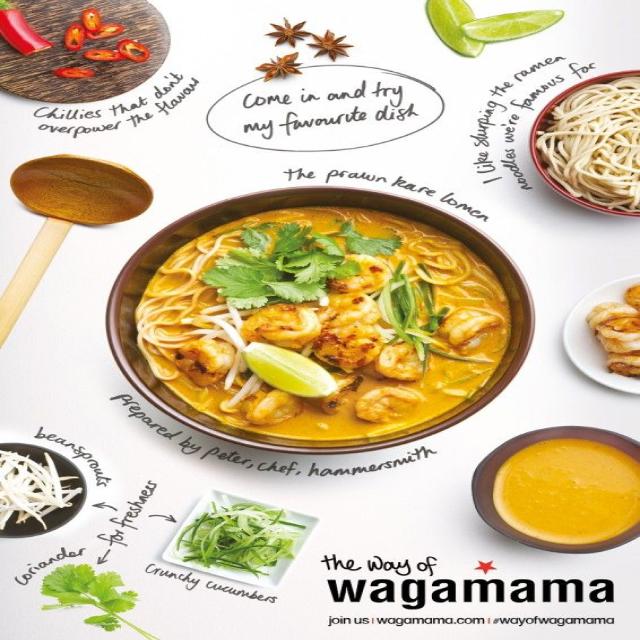 Chillies that don't
overpower the flavour
Come in and try
my favourite dish
I like slurping the ramen
noodles we're famous for
the prawn kare lomen
prepared by peter, chef, hammersmith
beansprouts
for freshness
coriander
Crunchy cucumbers
the way of
wagamama
join us | wagamama.com | #wayofwagamama